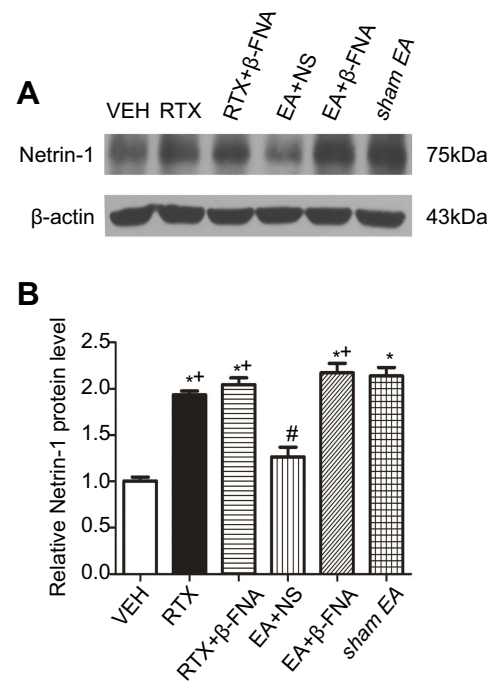 A
VEH RTX RTX+β-FNA EA+NS EA+β-FNA sham EA
Netrin-1 75kDa
β-actin 43kDa
B
Relative Netrin-1 protein level
2.5
2.0
1.5
1.0
0.5
0.0
*+ *+ # *+ *
VEH RTX RTX+β-FNA EA+NS EA+β-FNA sham EA